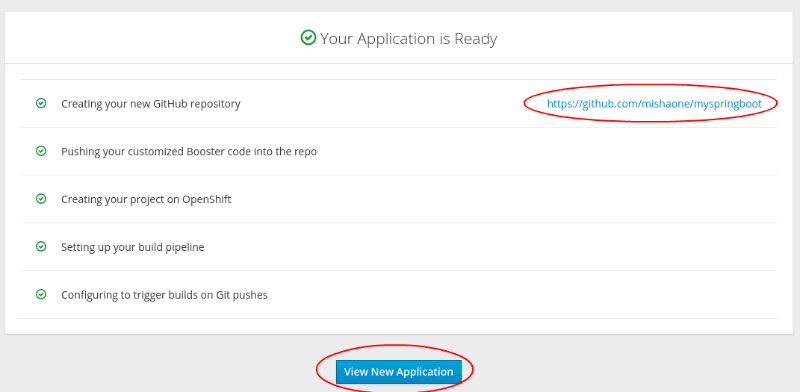 Your Application is Ready
Creating your new GitHub repository https://github.com/mishaone/myspringboot
Pushing your customized Booster code into the repo
Creating your project on OpenShift
Setting up your build pipeline
Configuring to trigger builds on Git pushes
View New Application